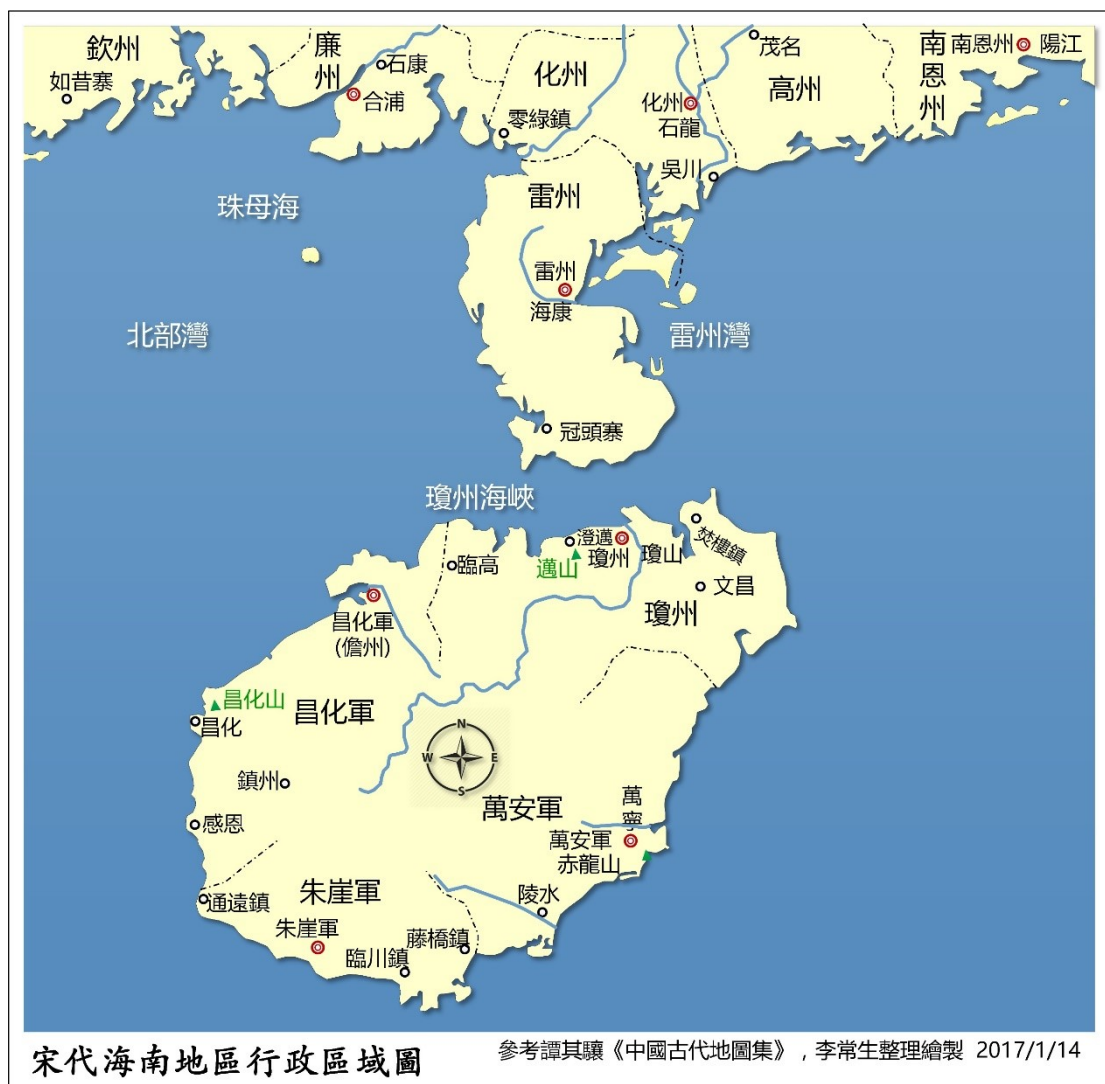 欽州
如昔寨
廉州
石康
合浦
化州
零綠鎮
化州
石龍
茂名
高州
吳川
南恩州
南恩州
陽江
珠母海
北部灣
雷州
雷州
海康
雷州灣
冠頭寨
瓊州海峽
臨高
澄邁
邁山
瓊州
瓊山
焚樓鎮
文昌
瓊州
昌化軍
(儋州)
昌化山
昌化
昌化軍
鎮州
感恩
N
W
E
S
萬安軍
萬寧
萬安軍
赤龍山
陵水
通遠鎮
朱崖軍
朱崖軍
臨川鎮
藤橋鎮
宋代海南地區行政區域圖
參考譚其驤《中國古代地圖集》,李常生整理繪製 2017/1/14